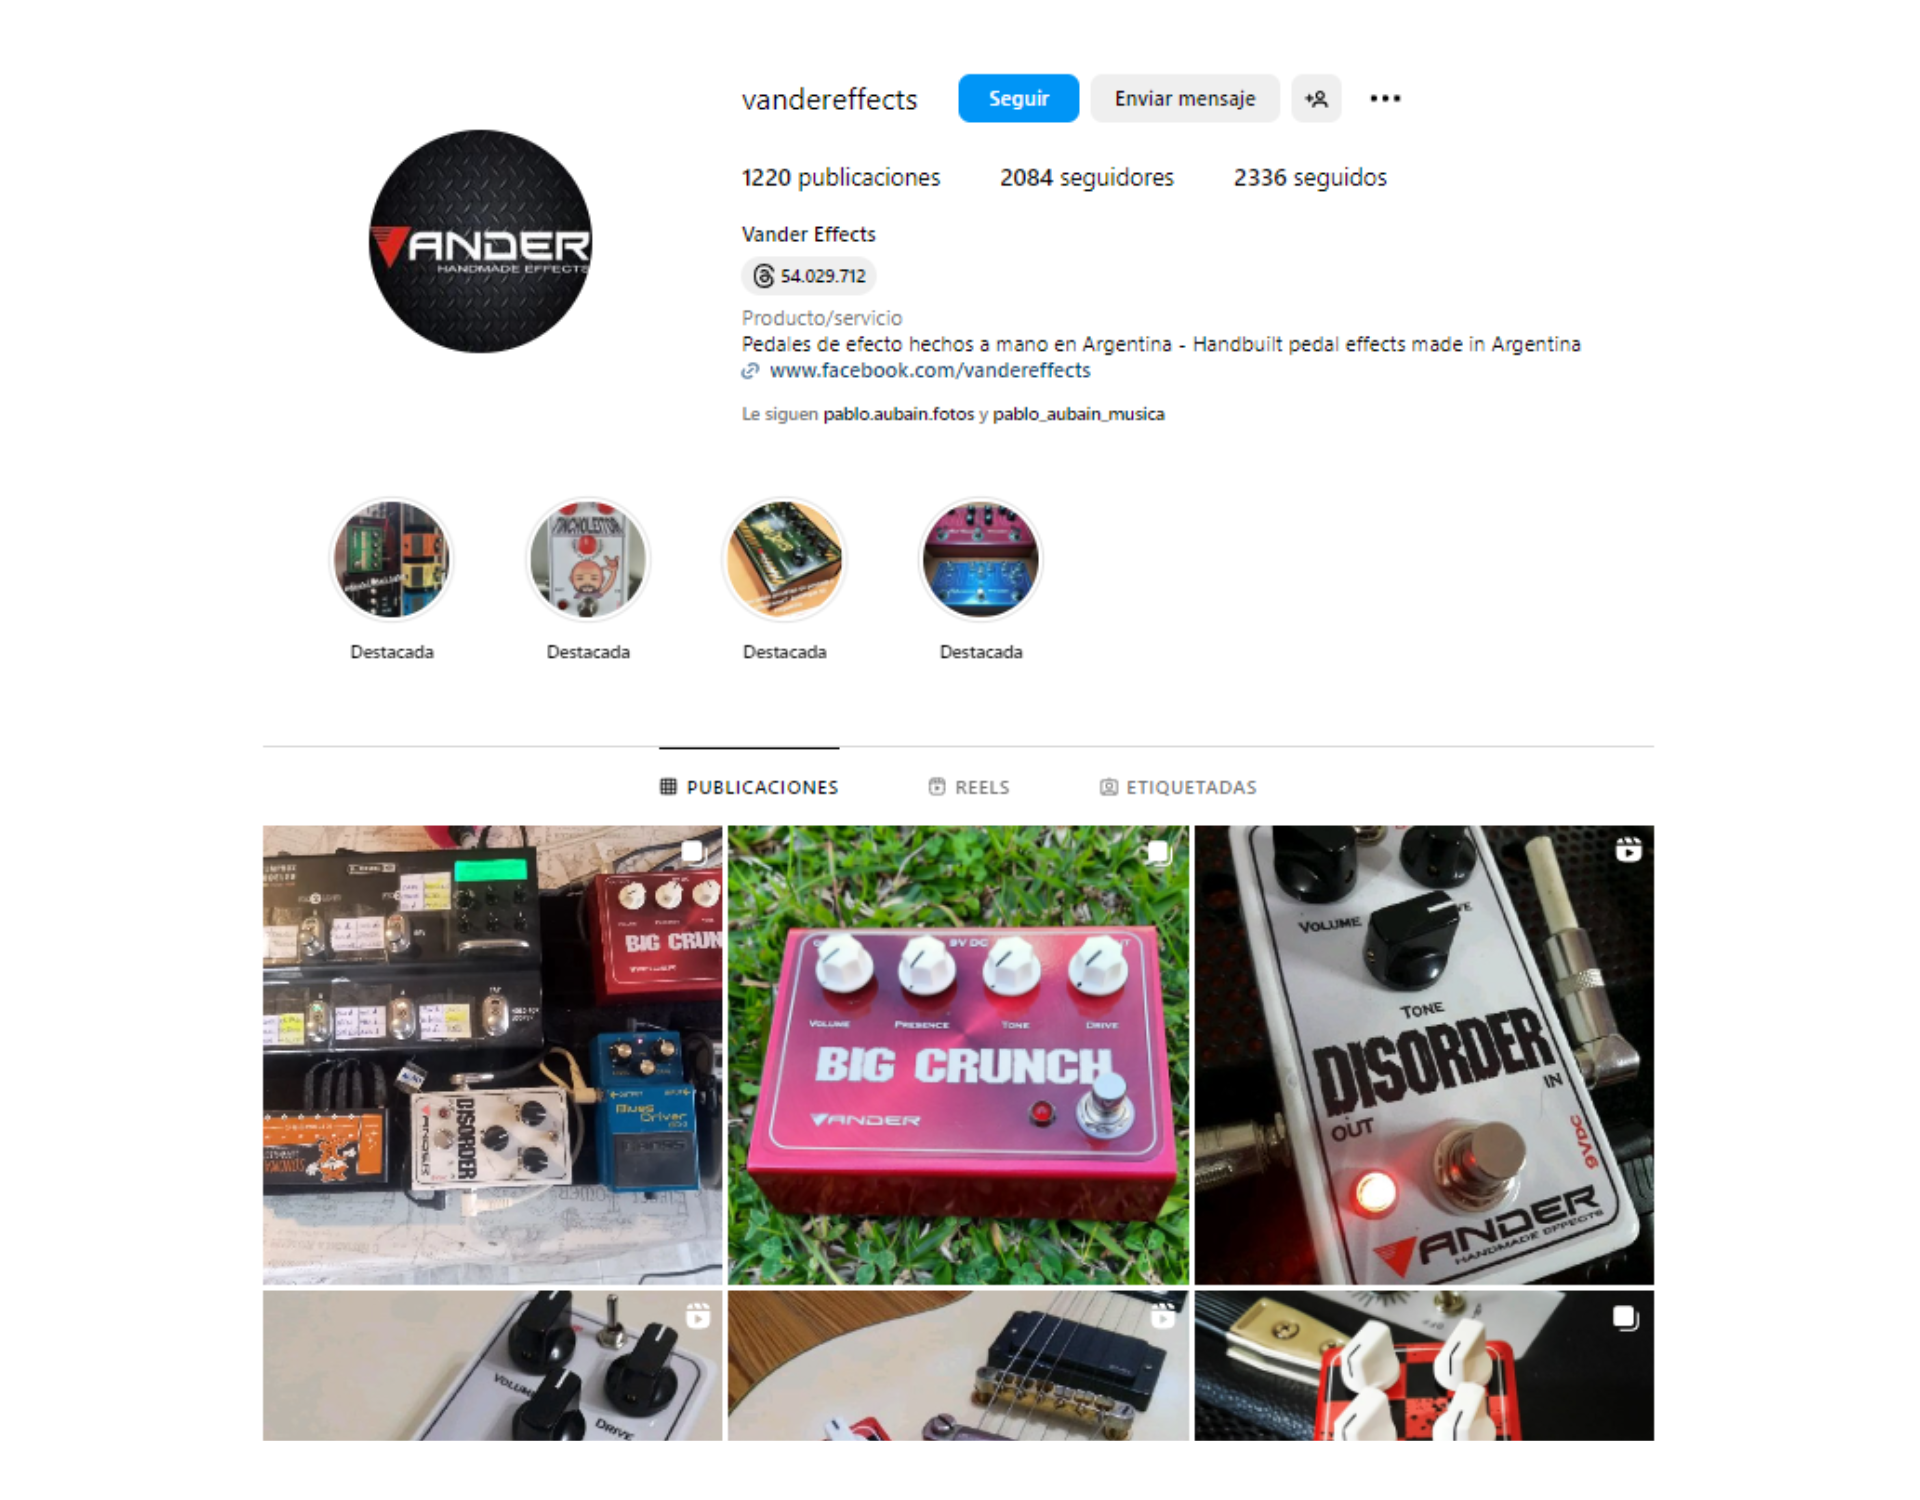 vandereffects Seguir Enviar mensaje
1220 publicaciones 2084 seguidores 2336 seguidos
Vander Effects
54.029.712
Producto/servicio
Pedales de efecto hechos a mano en Argentina - Handbuilt pedal effects made in Argentina
www.facebook.com/vandereffects
Le siguen pablo.aubain.fotos y pablo_aubain_musica
VANDER
HANDMADE EFFECTS
Destacada Destacada Destacada Destacada
PUBLICACIONES REELS ETIQUETADAS
BIG CRUN
DISORDER
VANDER
Blues
Driver
9V DC
VOLUME PRESENCE TONE DRIVE
BIG CRUNCH
VANDER
VOLUME
TONE
DISORDER
IN
OUT
9VDC
VANDER
HANDMADE EFFECTS
VOLUM
DRIVE